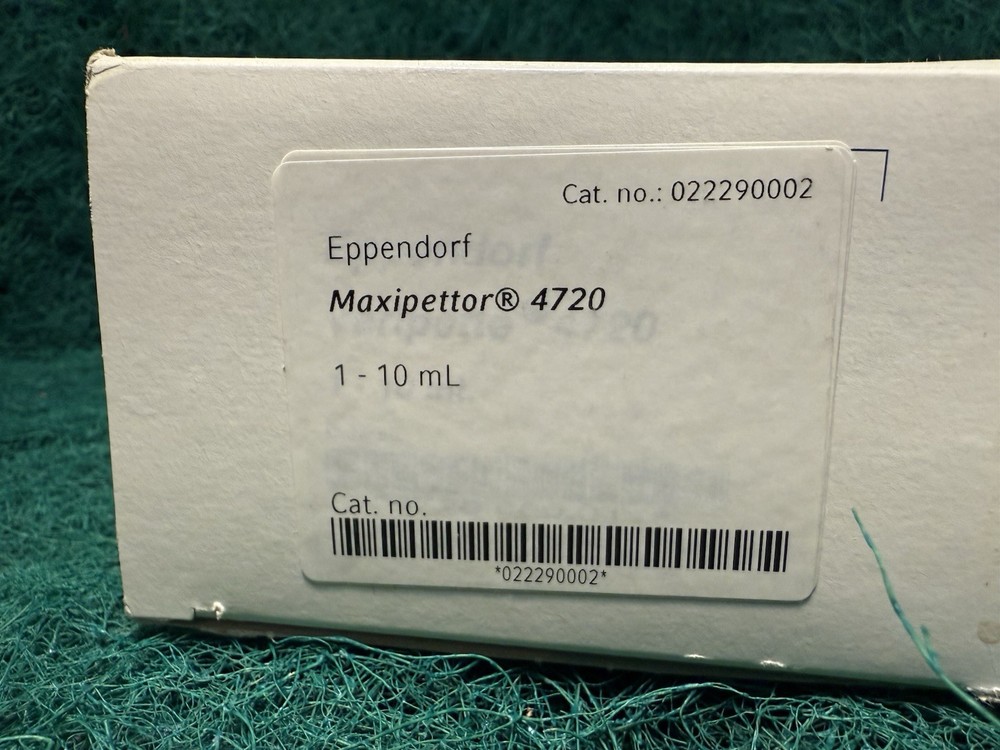 Cat. no.: 022290002
Eppendorf
Maxipettor® 4720
1 - 10 mL
Cat. no.
*022290002*